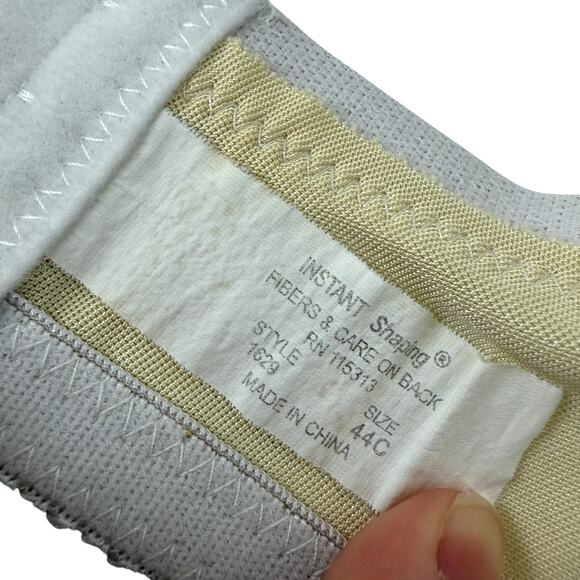 INSTANT Shaping®
FIBERS & CARE ON BACK
RN 115313
STYLE SIZE
1629 44C
MADE IN CHINA